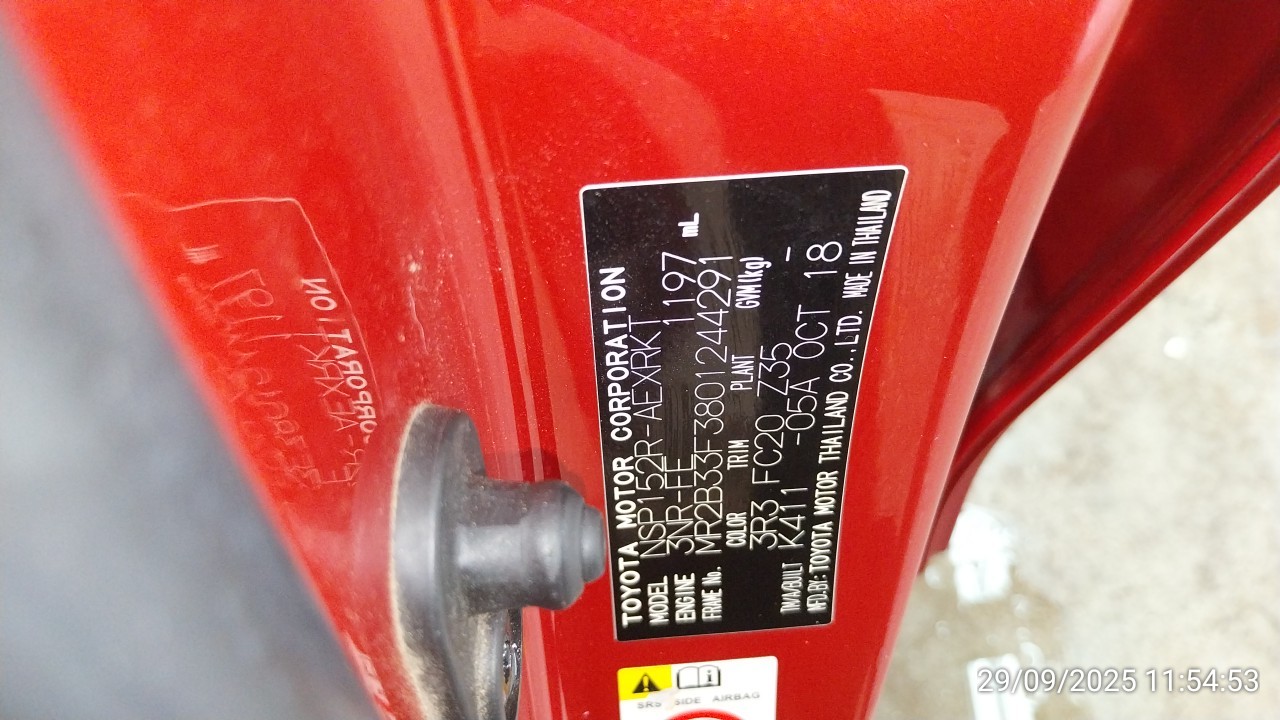 TOYOTA MOTOR CORPORATION
MODEL NSP152R-AEXRKT
ENGINE 3NR-FE 1197 mL
FRAME No. MR2B33F3801244291
COLOR TRIM PLANT GVM(kg)
3R3 FC20 Z35 -
T/A/BUILT K411 -05A OCT 18
MFD.BY: TOYOTA MOTOR THAILAND CO.,LTD. MADE IN THAILAND
SRS SIDE AIRBAG
29/09/2025 11:54:53